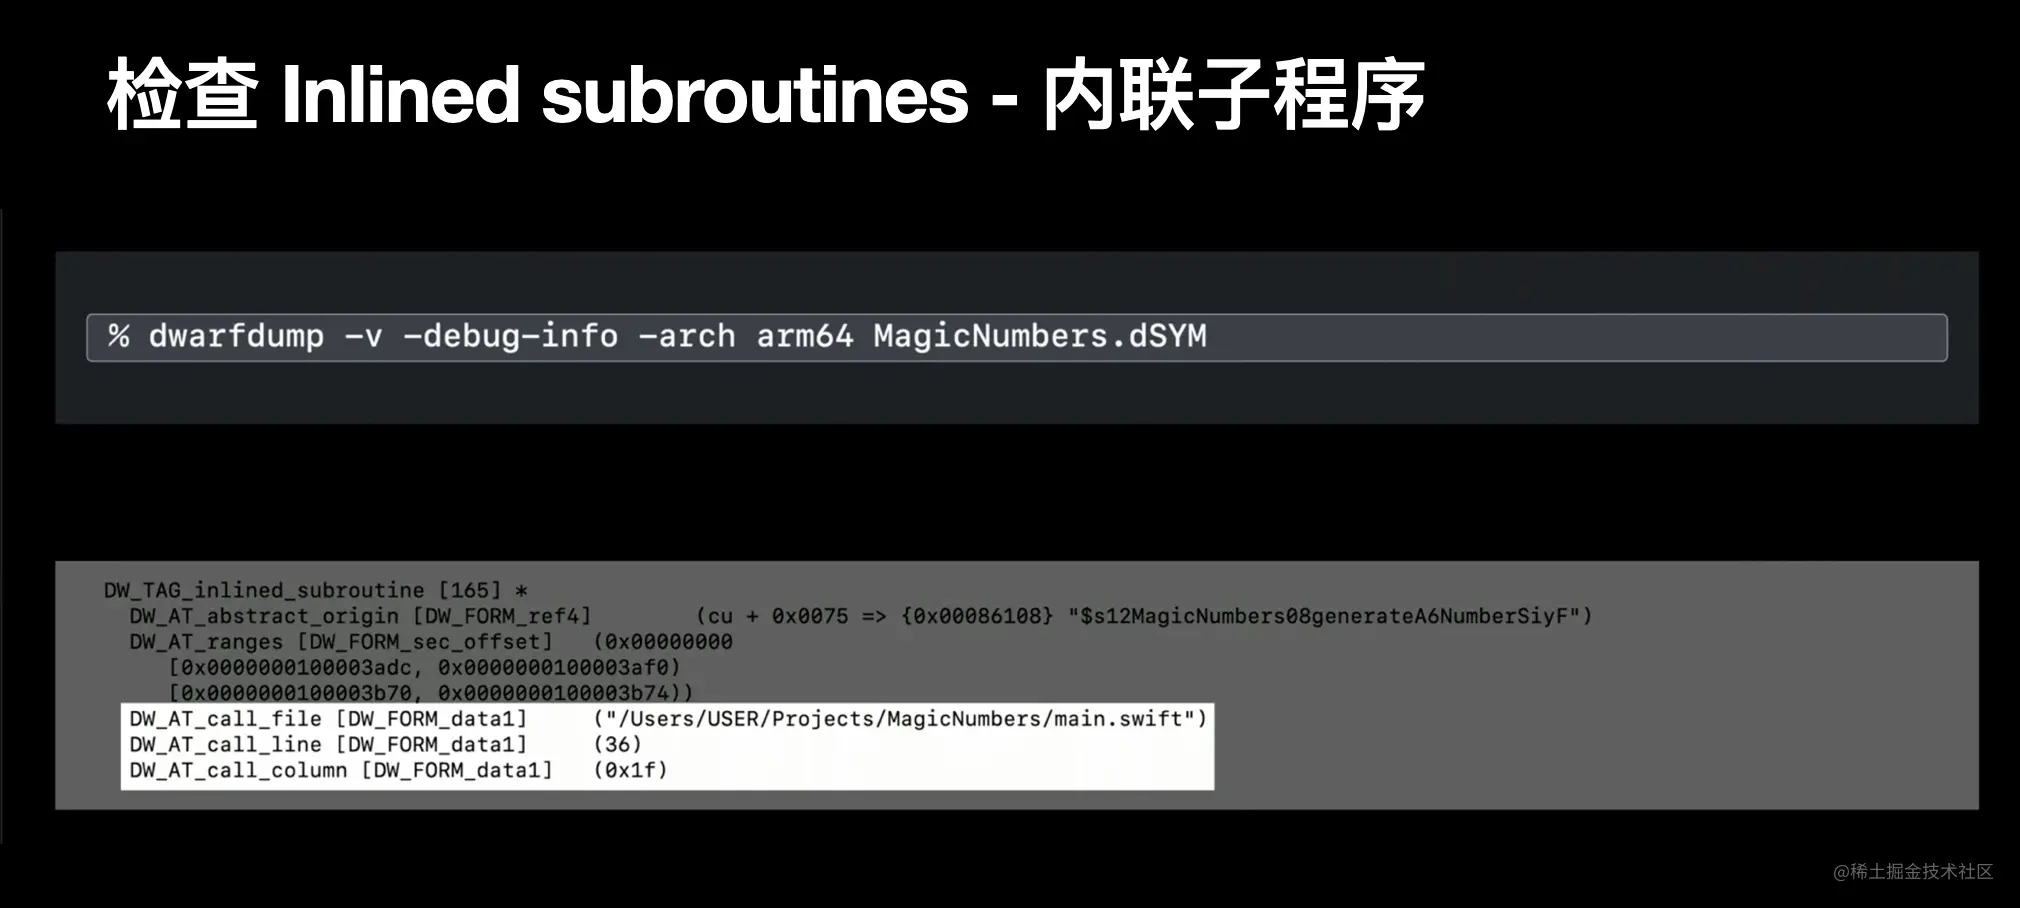 检查 Inlined subroutines - 内联子程序
% dwarfdump -v -debug-info -arch arm64 MagicNumbers.dSYM
DW_TAG_inlined_subroutine [165] *
DW_AT_abstract_origin [DW_FORM_ref4] (cu + 0x0075 => {0x00086108} "$s12MagicNumbers08generateA6NumberSiyF")
DW_AT_ranges [DW_FORM_sec_offset] (0x00000000
[0x0000000100003adc, 0x0000000100003af0)
[0x0000000100003b70, 0x0000000100003b74))
DW_AT_call_file [DW_FORM_data1] ("/Users/USER/Projects/MagicNumbers/main.swift")
DW_AT_call_line [DW_FORM_data1] (36)
DW_AT_call_column [DW_FORM_data1] (0x1f)
@稀土掘金技术社区